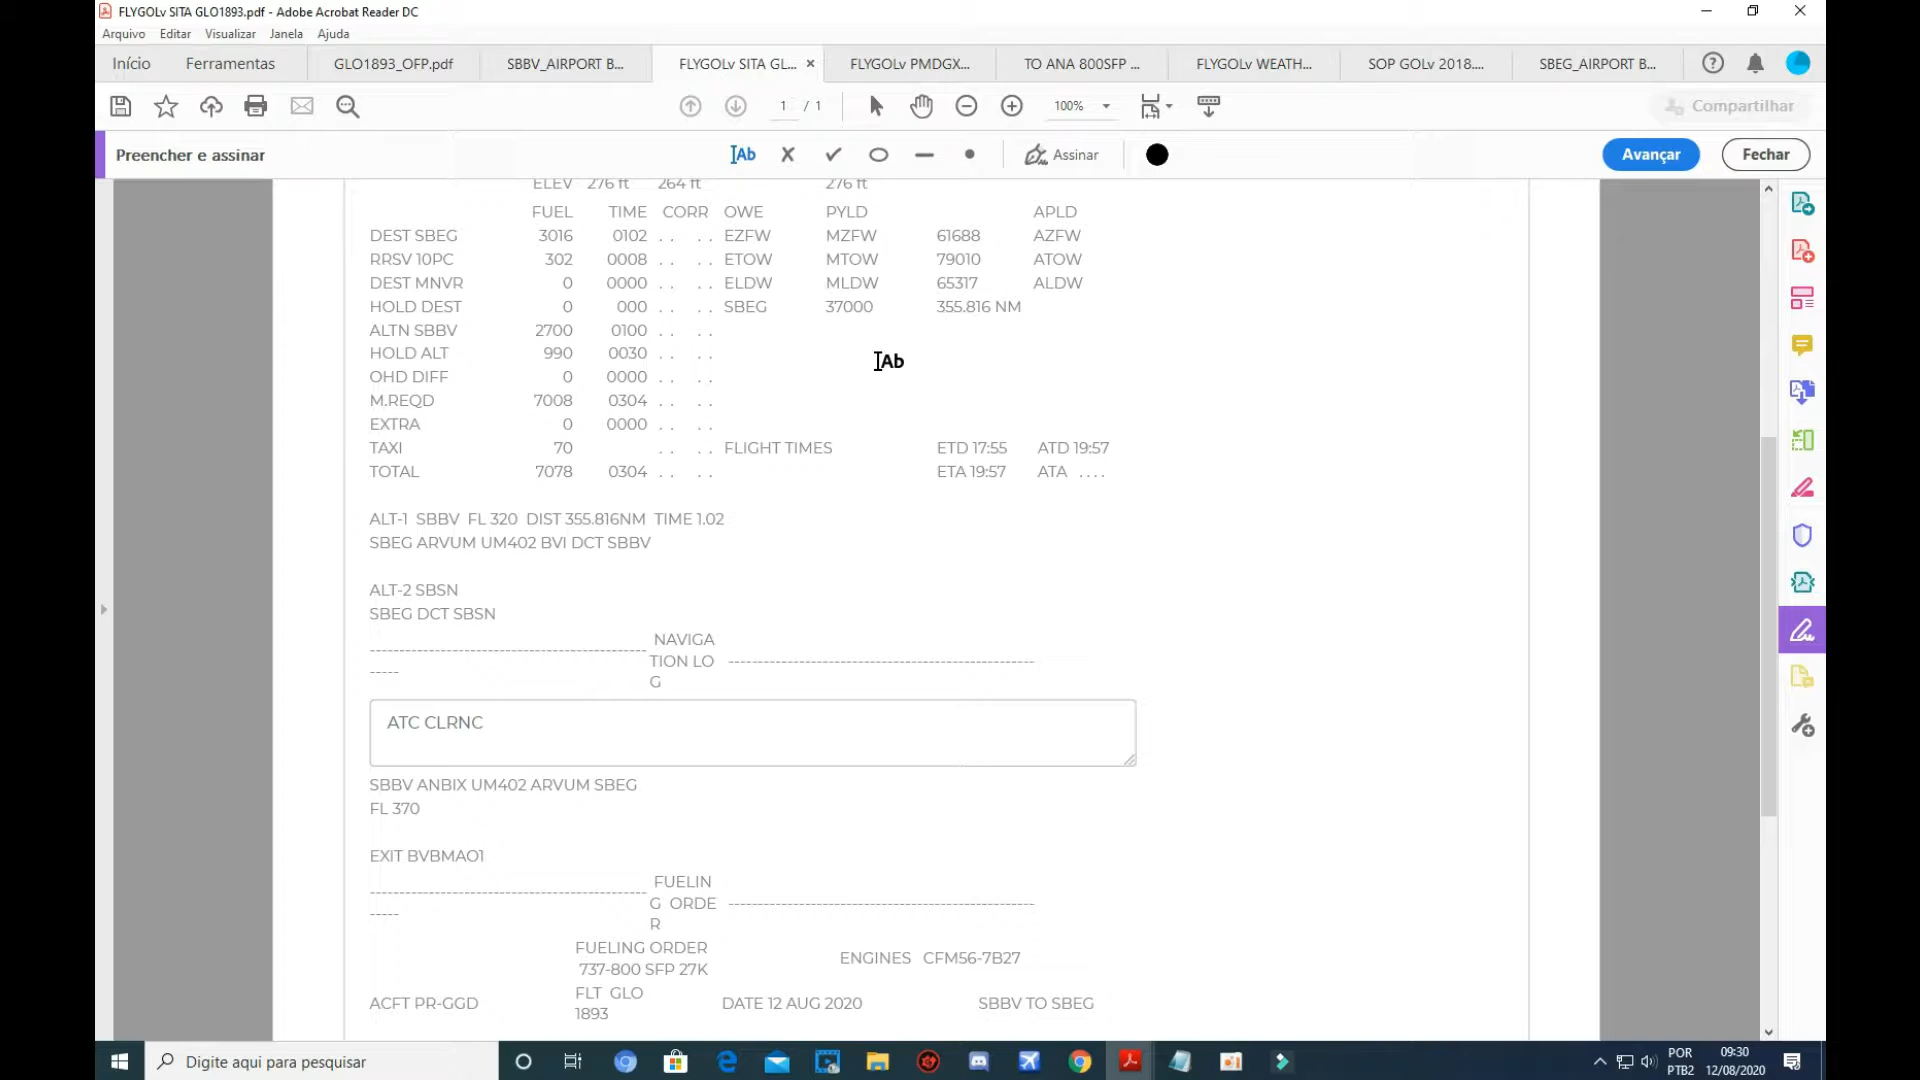 FLYGOLv SITA GLO1893.pdf - Adobe Acrobat Reader DC
Arquivo Editar Visualizar Janela Ajuda
Início Ferramentas GLO1893_OFP.pdf SBBV_AIRPORT B... FLYGOLv SITA GL... × FLYGOLv PMDGX... TO ANA 800SFP ... FLYGOLv WEATH... SOP GOLv 2018.... SBEG_AIRPORT B...
1 / 1 100% Compartilhar
Preencher e assinar Ab Assinar Avançar Fechar
ELEV 276 ft 264 ft 276 ft
FUEL TIME CORR OWE PYLD APLD
DEST SBEG 3016 0102 . . . . EZFW MZFW 61688 AZFW
RRSV 10PC 302 0008 . . . . ETOW MTOW 79010 ATOW
DEST MNVR 0 0000 . . . . ELDW MLDW 65317 ALDW
HOLD DEST 0 000 . . . . SBEG 37000 355.816 NM
ALTN SBBV 2700 0100 . . . .
HOLD ALT 990 0030 . . . .
Ab
OHD DIFF 0 0000 . . . .
M.REQD 7008 0304 . . . .
EXTRA 0 0000 . . . .
TAXI 70 . . . . FLIGHT TIMES ETD 17:55 ATD 19:57
TOTAL 7078 0304 . . . . ETA 19:57 ATA . . . .
ALT-1 SBBV FL 320 DIST 355.816NM TIME 1.02
SBEG ARVUM UM402 BVI DCT SBBV
ALT-2 SBSN
SBEG DCT SBSN
NAVIGA
TION LO
G
ATC CLRNC
SBBV ANBIX UM402 ARVUM SBEG
FL 370
EXIT BVBMAO1
FUELIN
G ORDE
R
FUELING ORDER
737-800 SFP 27K ENGINES CFM56-7B27
ACFT PR-GGD FLT GLO
1893 DATE 12 AUG 2020 SBBV TO SBEG
Digite aqui para pesquisar
POR
PTB2
09:30
12/08/2020